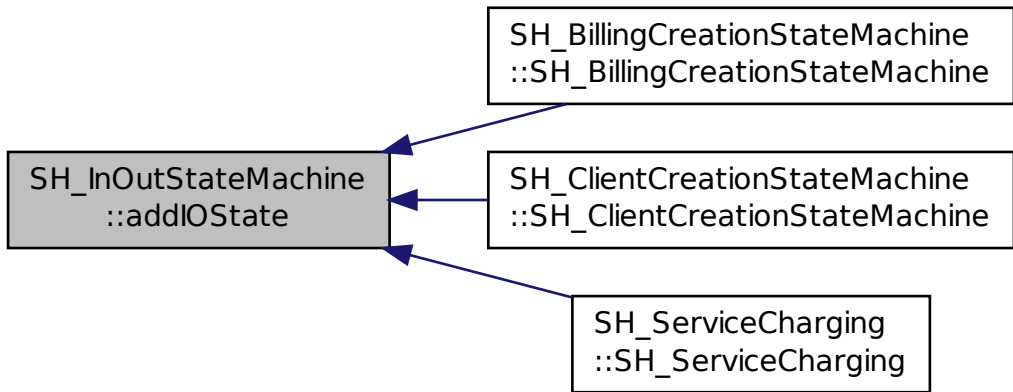 SH_BillingCreationStateMachine
::SH_BillingCreationStateMachine
SH_InOutStateMachine
::addIOState
SH_ClientCreationStateMachine
::SH_ClientCreationStateMachine
SH_ServiceCharging
::SH_ServiceCharging